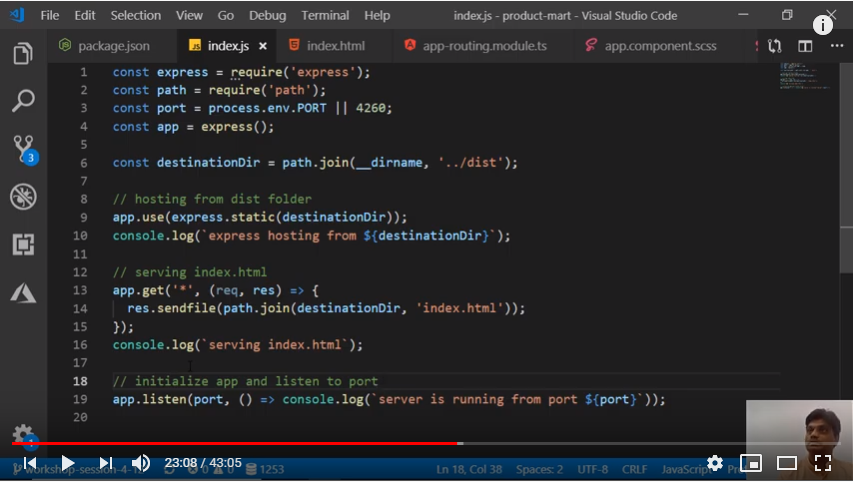 File Edit Selection View Go Debug Terminal Help index.js - product-mart - Visual Studio Code
package.json index.js index.html app-routing.module.ts app.component.scss
1 const express = require('express');
2 const path = require('path');
3 const port = process.env.PORT || 4260;
4 const app = express();
5
6 const destinationDir = path.join(__dirname, '../dist');
7
8 // hosting from dist folder
9 app.use(express.static(destinationDir));
10 console.log(`express hosting from ${destinationDir}`);
11
12 // serving index.html
13 app.get('*', (req, res) => {
14 res.sendfile(path.join(destinationDir, 'index.html'));
15 });
16 console.log(`serving index.html`);
17
18 // initialize app and listen to port
19 app.listen(port, () => console.log(`server is running from port ${port}`));
20
3
23:08 / 43:05
workshop-session-4-1 0 0 1253 Ln 18, Col 38 Spaces: 2 UTF-8 CRLF JavaScript